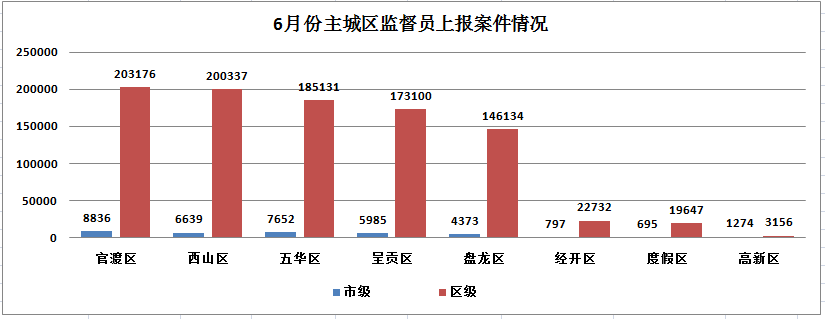 6月份主城区监督员上报案件情况
250000
200000
150000
100000
50000
0
203176
200337
185131
173100
146134
22732
19647
3156
8836
6639
7652
5985
4373
797
695
1274
官渡区
西山区
五华区
呈贡区
盘龙区
经开区
度假区
高新区
市级
区级